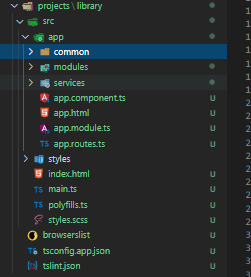 projects\library
src
app
common
modules
services
app.component.ts
U
app.html
U
app.module.ts
U
app.routes.ts
U
styles
index.html
U
main.ts
U
polyfills.ts
U
styles.scss
U
browserslist
U
tsconfig.app.json
U
tslint.json
U